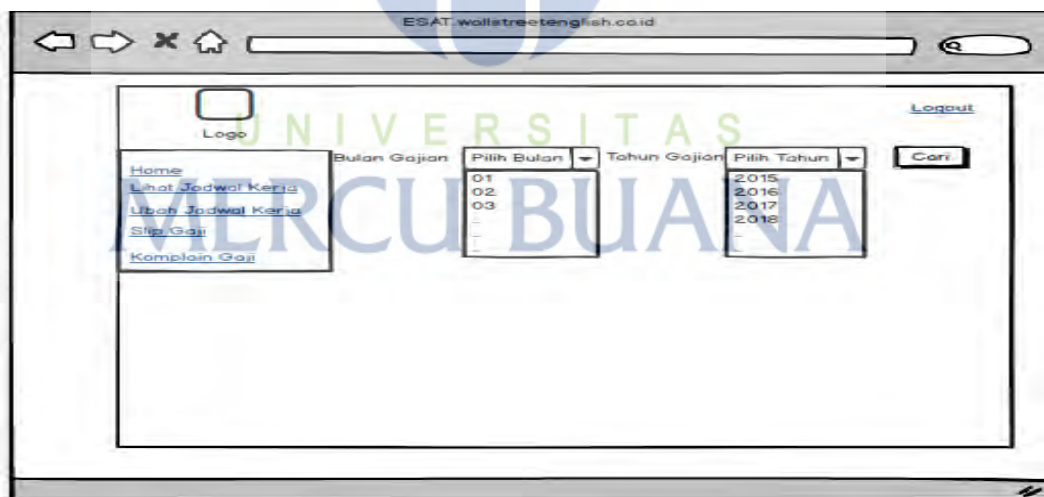 ESAT.wallstreetenglish.co.id
Logout
Logo
UNIVERSITAS
Bulan Gajian Pilih Bulan Tahun Gajian Pilih Tahun Cari
Home
Lihat Jadwal Kerja
Ubah Jadwal Kerja
Slip Gaji
Komplain Gaji
01
02
03
2015
2016
2017
2018
MERCU BUANA